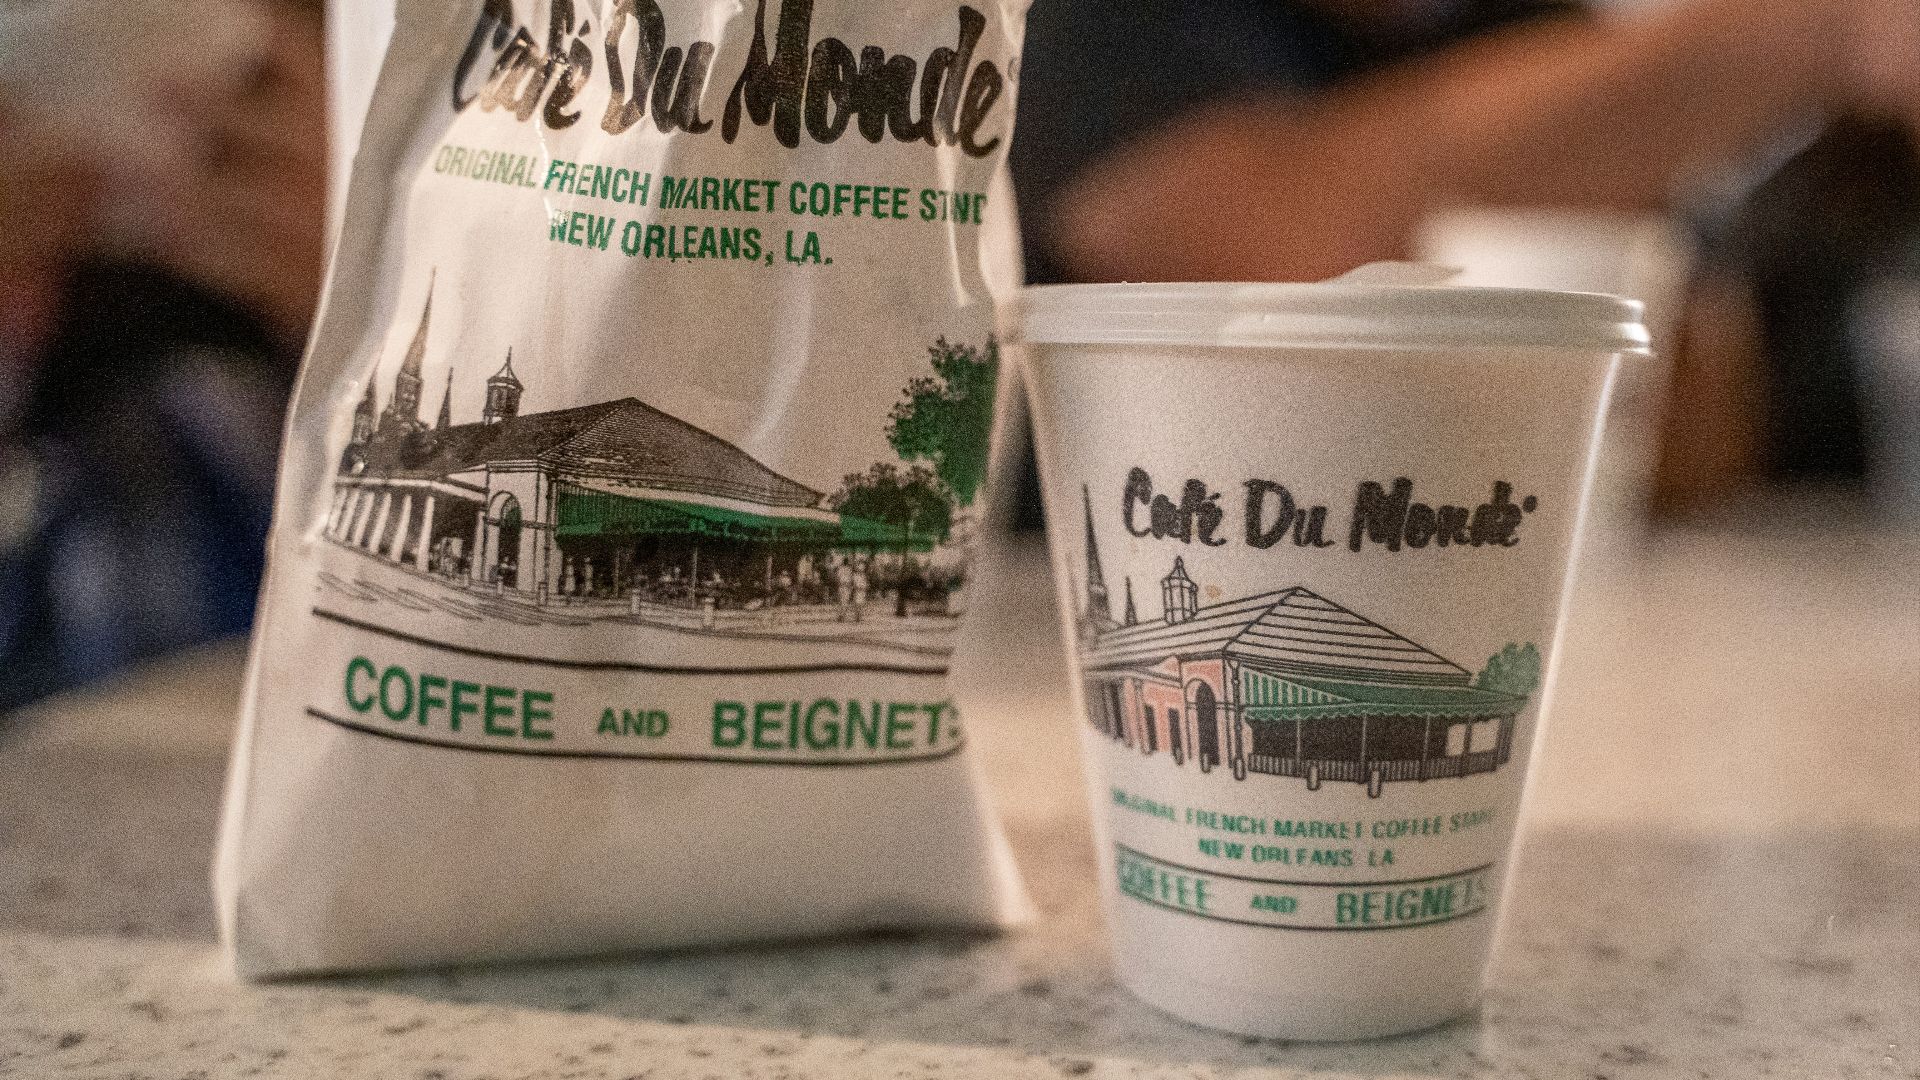 Café Du Monde
ORIGINAL FRENCH MARKET COFFEE STND
NEW ORLEANS, LA.
COFFEE AND BEIGNETS
Café Du Monde®
ORIGINAL FRENCH MARKET COFFEE STAND
NEW ORLEANS, LA
COFFEE AND BEIGNETS